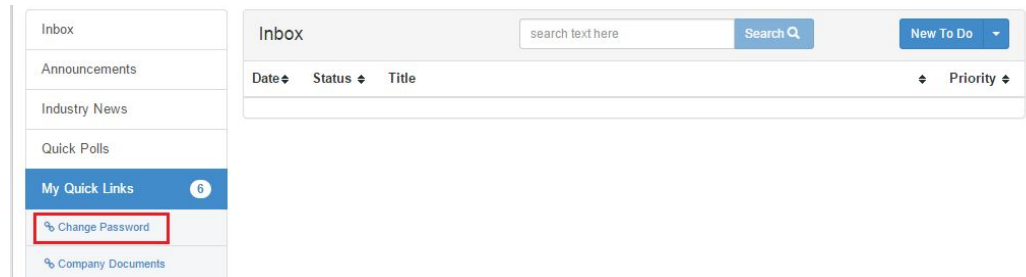 Inbox
Announcements
Industry News
Quick Polls
My Quick Links 6
Change Password
Company Documents
Inbox search text here Search New To Do
Date Status Title Priority